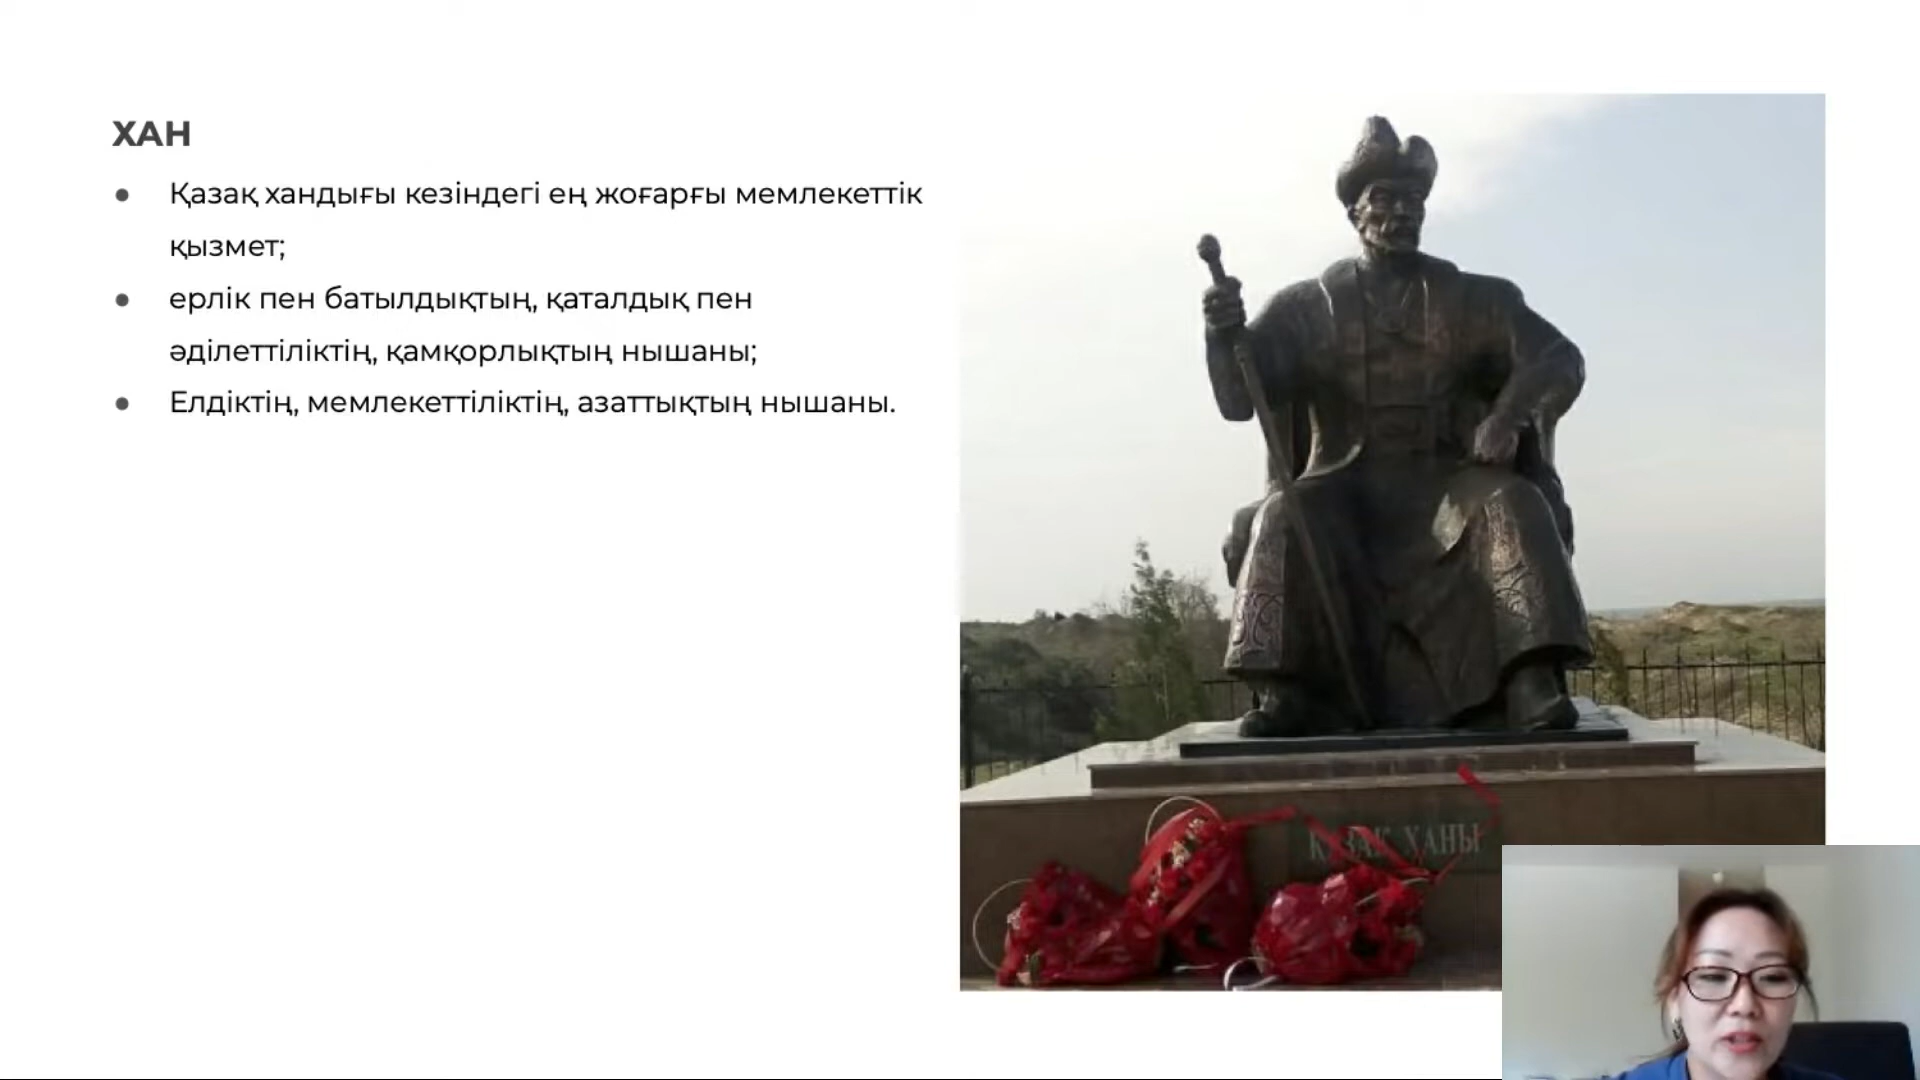 ХАН
● Қазақ хандығы кезіндегі ең жоғарғы мемлекеттік
қызмет;
● ерлік пен батылдықтың, қаталдық пен
әділеттіліктің, қамқорлықтың нышаны;
● Елдіктің, мемлекеттіліктің, азаттықтың нышаны.
ҚАЗАҚ ХАНЫ